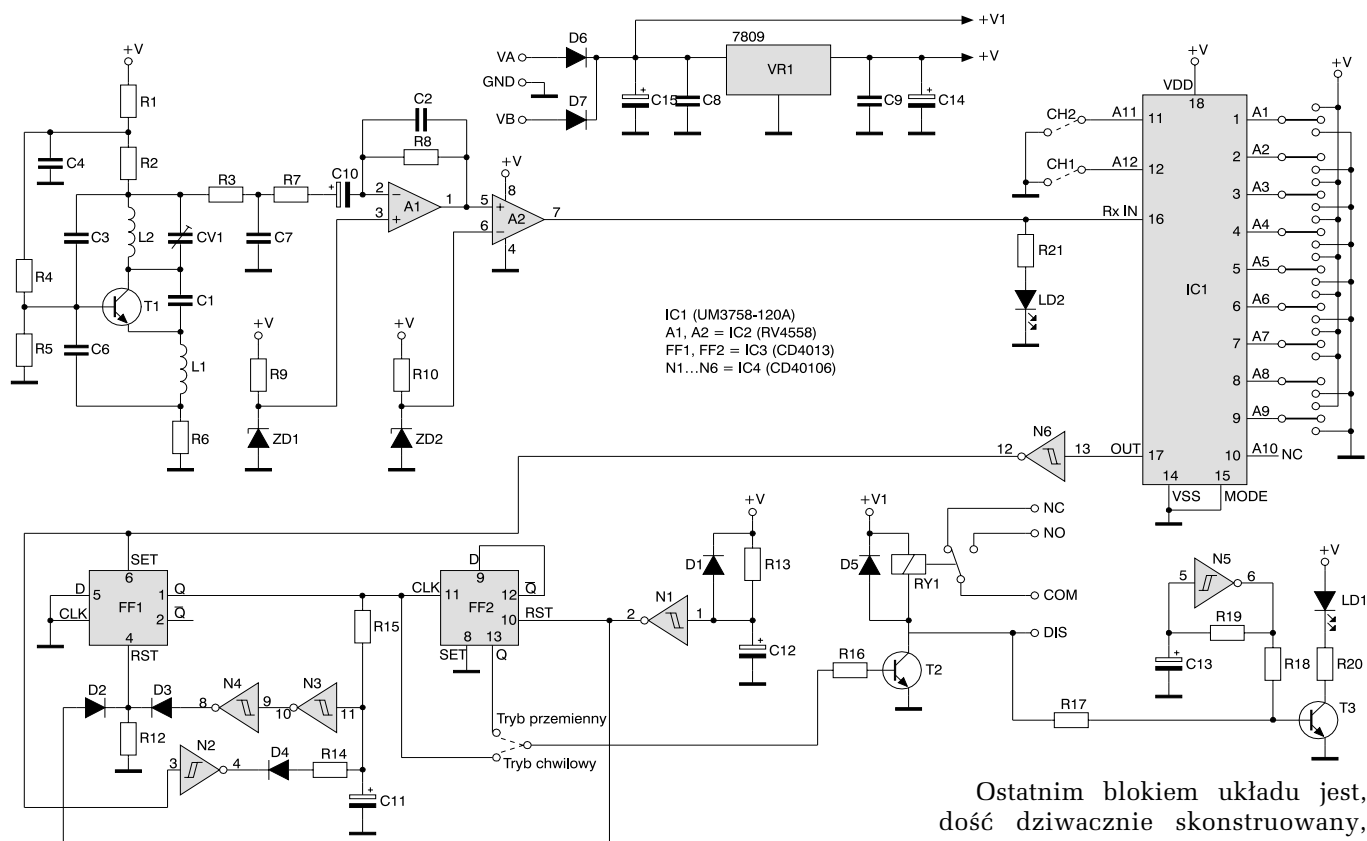 +V1
7809
VA
D6
+V
GND
VR1
VB
D7
C15
C8
C9
C14
+V
R1
C4
R2
C2
R8
R3
R7
C10
+
2
−
3
+
A1
1
+V
5
+
8
6
−
A2
4
7
C3
L2
CV1
C7
R4
T1
C1
R5
C6
L1
R6
+V
R9
ZD1
+V
R10
ZD2
IC1 (UM3758-120A)
A1, A2 = IC2 (RV4558)
FF1, FF2 = IC3 (CD4013)
N1...N6 = IC4 (CD40106)
+V
VDD
18
CH2
A11
11
CH1
A12
12
Rx IN
16
R21
LD2
IC1
1
A1
2
A2
3
A3
4
A4
5
A5
6
A6
7
A7
8
A8
9
A9
10
A10
NC
+V
OUT
17
14
15
VSS
MODE
12
N6
13
SET
6
D
5
CLK
FF1
1
Q
2
Q
4
RST
D2
D3
R12
8
N4
9
10
N3
11
R15
3
N2
4
D4
R14
C11
+
D
9
CLK
11
FF2
12
Q
10
RST
8
13
SET
Q
2
N1
1
D1
+V
R13
C12
+
Tryb przemienny
Tryb chwilowy
+V1
D5
RY1
NC
NO
COM
DIS
R16
T2
R17
N5
5
6
R19
C13
+
R18
+V
LD1
R20
T3
Ostatnim blokiem układu jest,
dość dziwacznie skonstruowany,